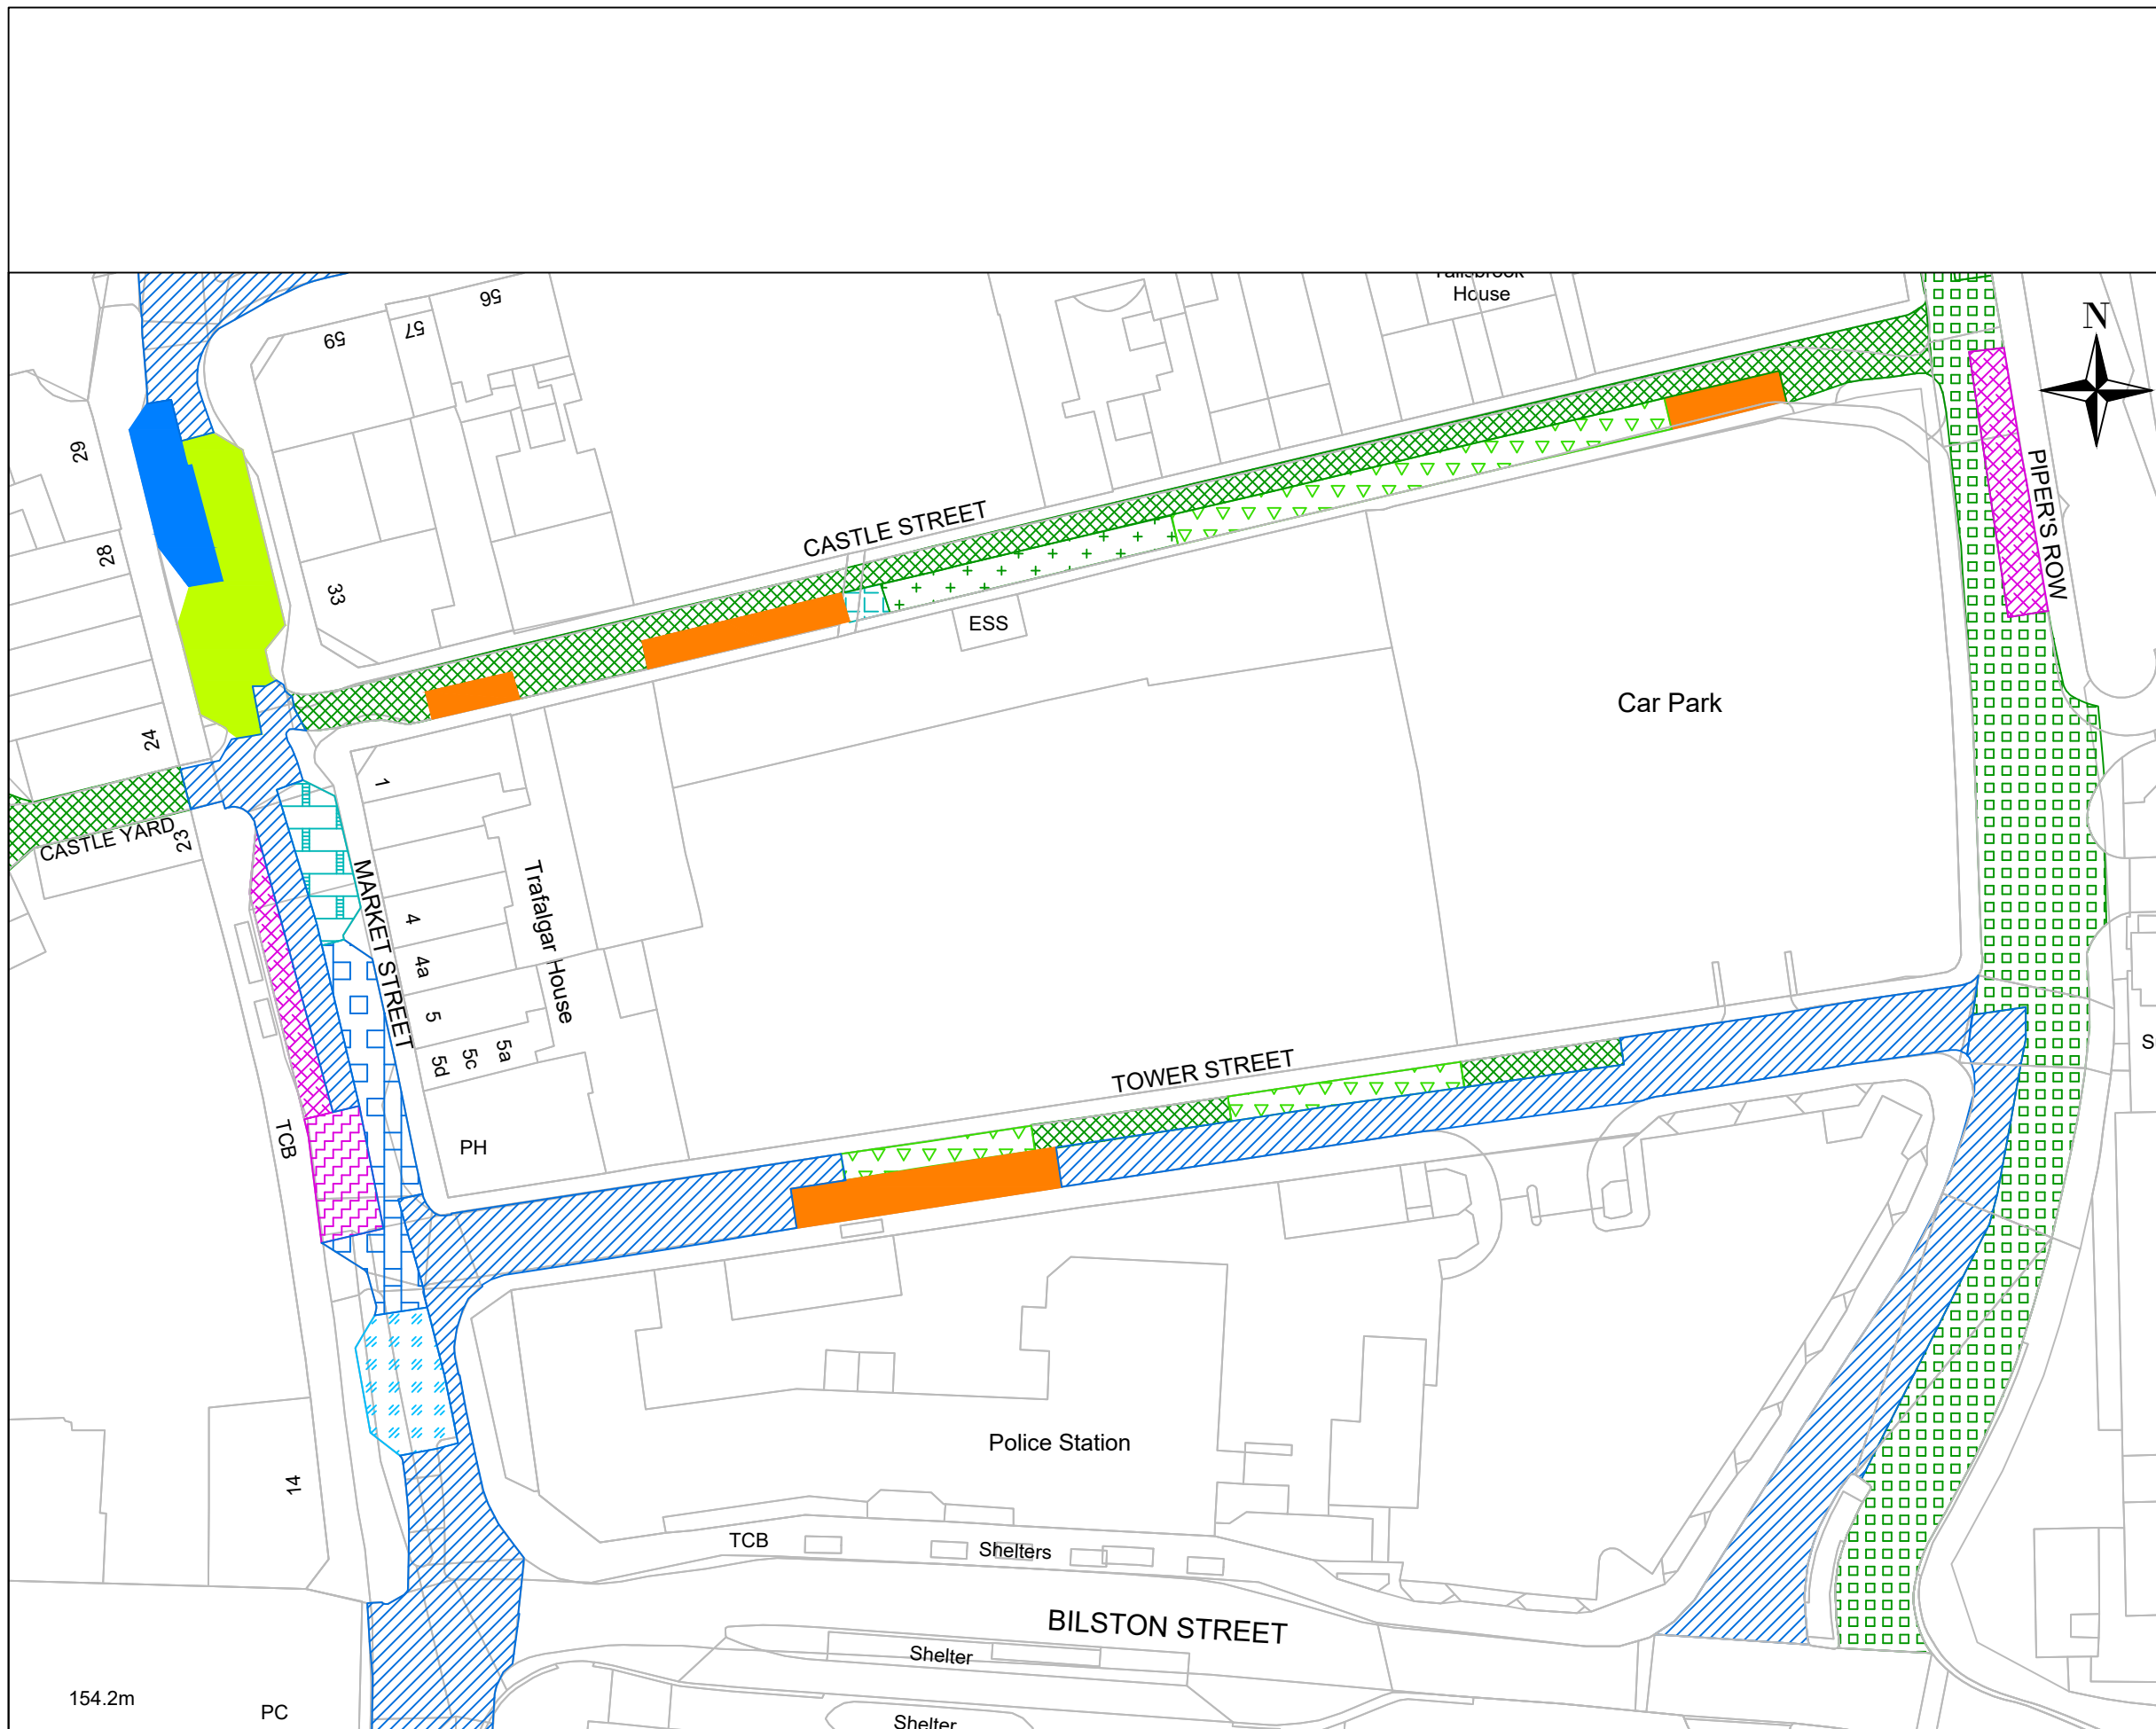 House
N
56
57
59
29
PIPER'S ROW
CASTLE STREET
28
33
ESS
Car Park
24
1
CASTLE YARD
23
MARKET STREET
Trafalgar House
4
4a
5
5a
5c
5d
S
TOWER STREET
TCB
PH
Police Station
14
TCB
Shelters
BILSTON STREET
Shelter
154.2m
PC
Shelter